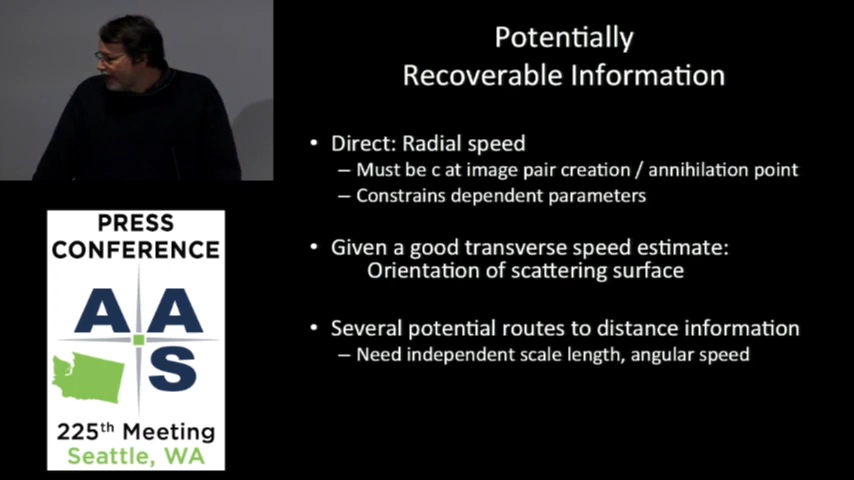 Potentially
Recoverable Information
• Direct: Radial speed
– Must be c at image pair creation / annihilation point
– Constrains dependent parameters
• Given a good transverse speed estimate:
Orientation of scattering surface
• Several potential routes to distance information
– Need independent scale length, angular speed
PRESS
CONFERENCE
A A
S
225th Meeting
Seattle, WA